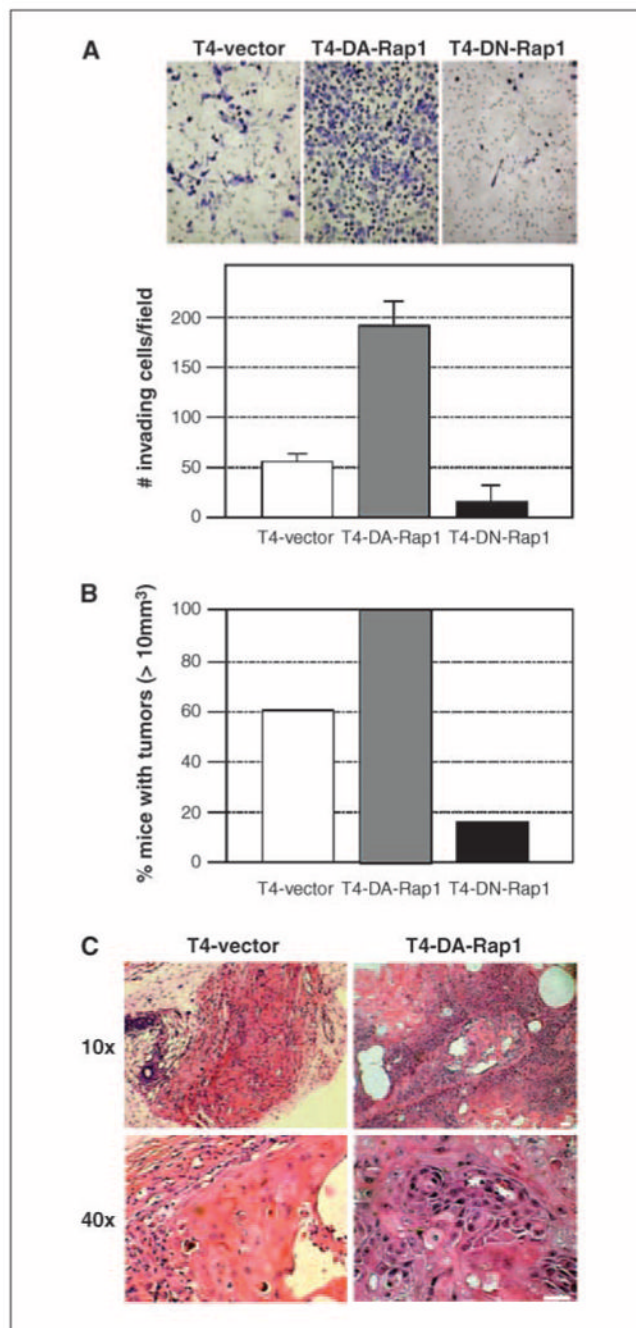 A
T4-vector T4-DA-Rap1 T4-DN-Rap1
# invading cells/field
200
150
100
50
0
T4-vector T4-DA-Rap1 T4-DN-Rap1
B
% mice with tumors (> 10mm³)
100
80
60
40
20
0
T4-vector T4-DA-Rap1 T4-DN-Rap1
C
T4-vector T4-DA-Rap1
10x
40x